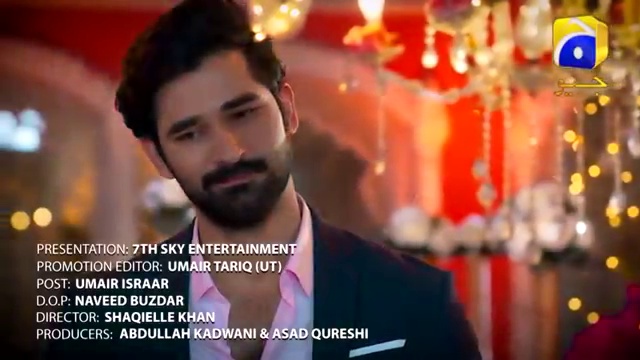 جیو
PRESENTATION: 7TH SKY ENTERTAINMENT
PROMOTION EDITOR: UMAIR TARIQ (UT)
POST: UMAIR ISRAAR
D.O.P: NAVEED BUZDAR
DIRECTOR: SHAQIELLE KHAN
PRODUCERS: ABDULLAH KADWANI & ASAD QURESHI